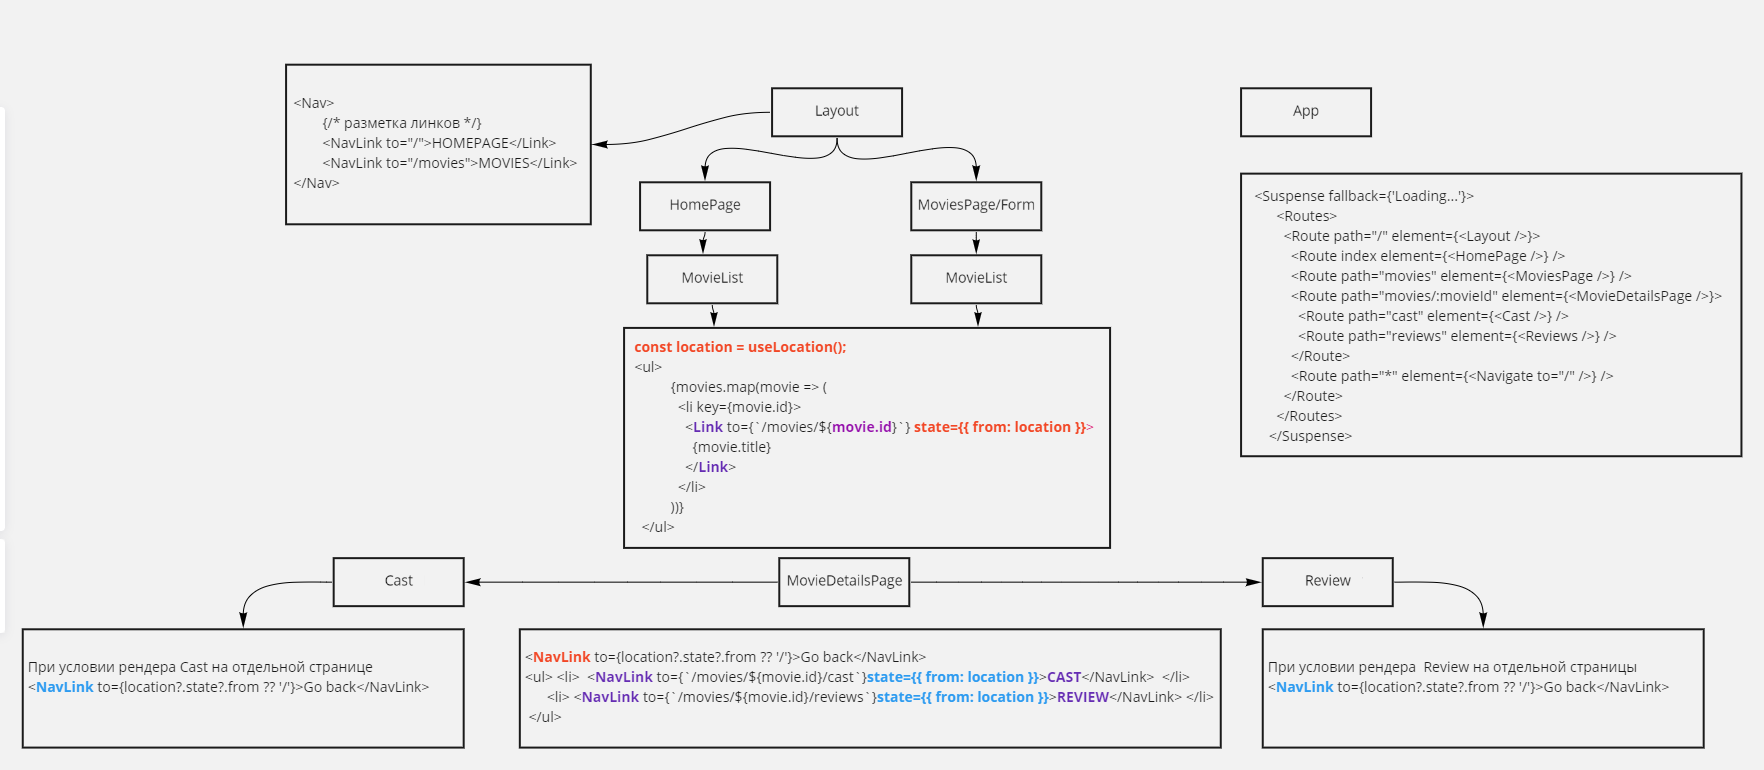 <Nav>
{/* разметка линков */}
<NavLink to="/">HOMEPAGE</Link>
<NavLink to="/movies">MOVIES</Link>
</Nav>
Layout
HomePage
MoviesPage/Form
MovieList
MovieList
App
<Suspense fallback={'Loading...'}>
<Routes>
<Route path="/" element={<Layout />}>
<Route index element={<HomePage />} />
<Route path="movies" element={<MoviesPage />} />
<Route path="movies/:movieId" element={<MovieDetailsPage />}>
<Route path="cast" element={<Cast />} />
<Route path="reviews" element={<Reviews />} />
</Route>
<Route path="*" element={<Navigate to="/" />} />
</Route>
</Routes>
</Suspense>
const location = useLocation();
<ul>
{movies.map(movie => (
<li key={movie.id}>
<Link to={`/movies/${movie.id}`} state={{ from: location }}>
{movie.title}
</Link>
</li>
))}
</ul>
Cast
MovieDetailsPage
Review
При условии рендера Cast на отдельной странице
<NavLink to={location?.state?.from ?? '/'}>Go back</NavLink>
<NavLink to={location?.state?.from ?? '/'}>Go back</NavLink>
<ul> <li> <NavLink to={`/movies/${movie.id}/cast`}state={{ from: location }}>CAST</NavLink> </li>
<li> <NavLink to={`/movies/${movie.id}/reviews`}state={{ from: location }}>REVIEW</NavLink> </li>
</ul>
При условии рендера Review на отдельной страницы
<NavLink to={location?.state?.from ?? '/'}>Go back</NavLink>